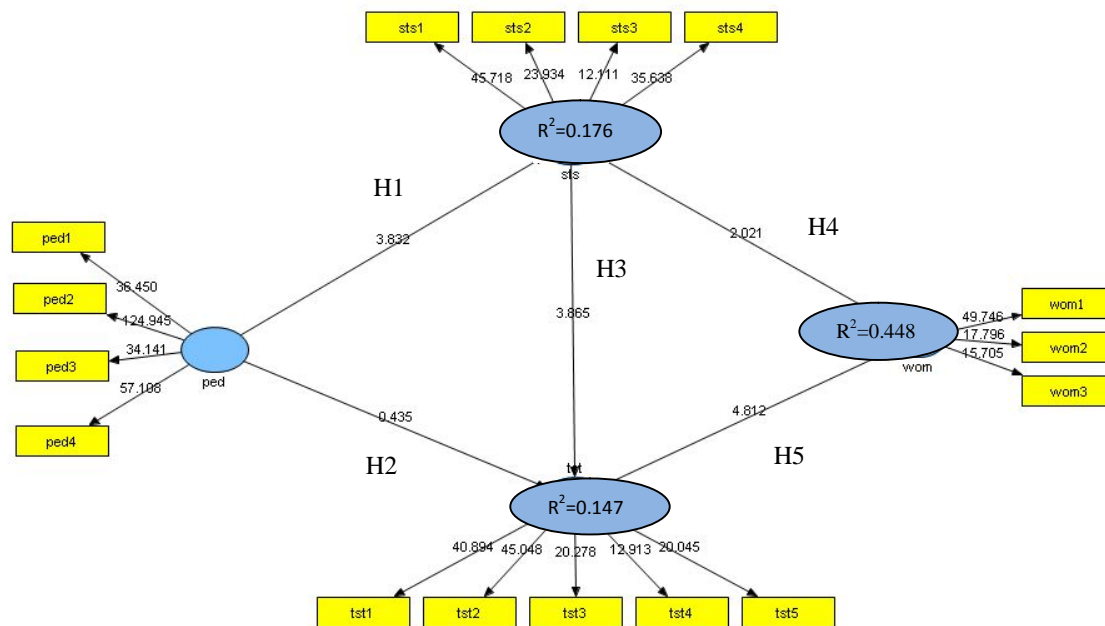 sts1 sts2 sts3 sts4
45.718 23.934 12.111 35.638
R²=0.176
sts
H1
3.832
H4
2.021
H3
3.865
ped1
ped2
ped3
ped4
36.450
124.945
34.141
57.108
ped
wom1
wom2
wom3
49.746
17.796
15.705
R²=0.448
wom
0.435
H2
4.812
H5
tst
R²=0.147
40.894 45.048 20.278 12.913 20.045
tst1 tst2 tst3 tst4 tst5